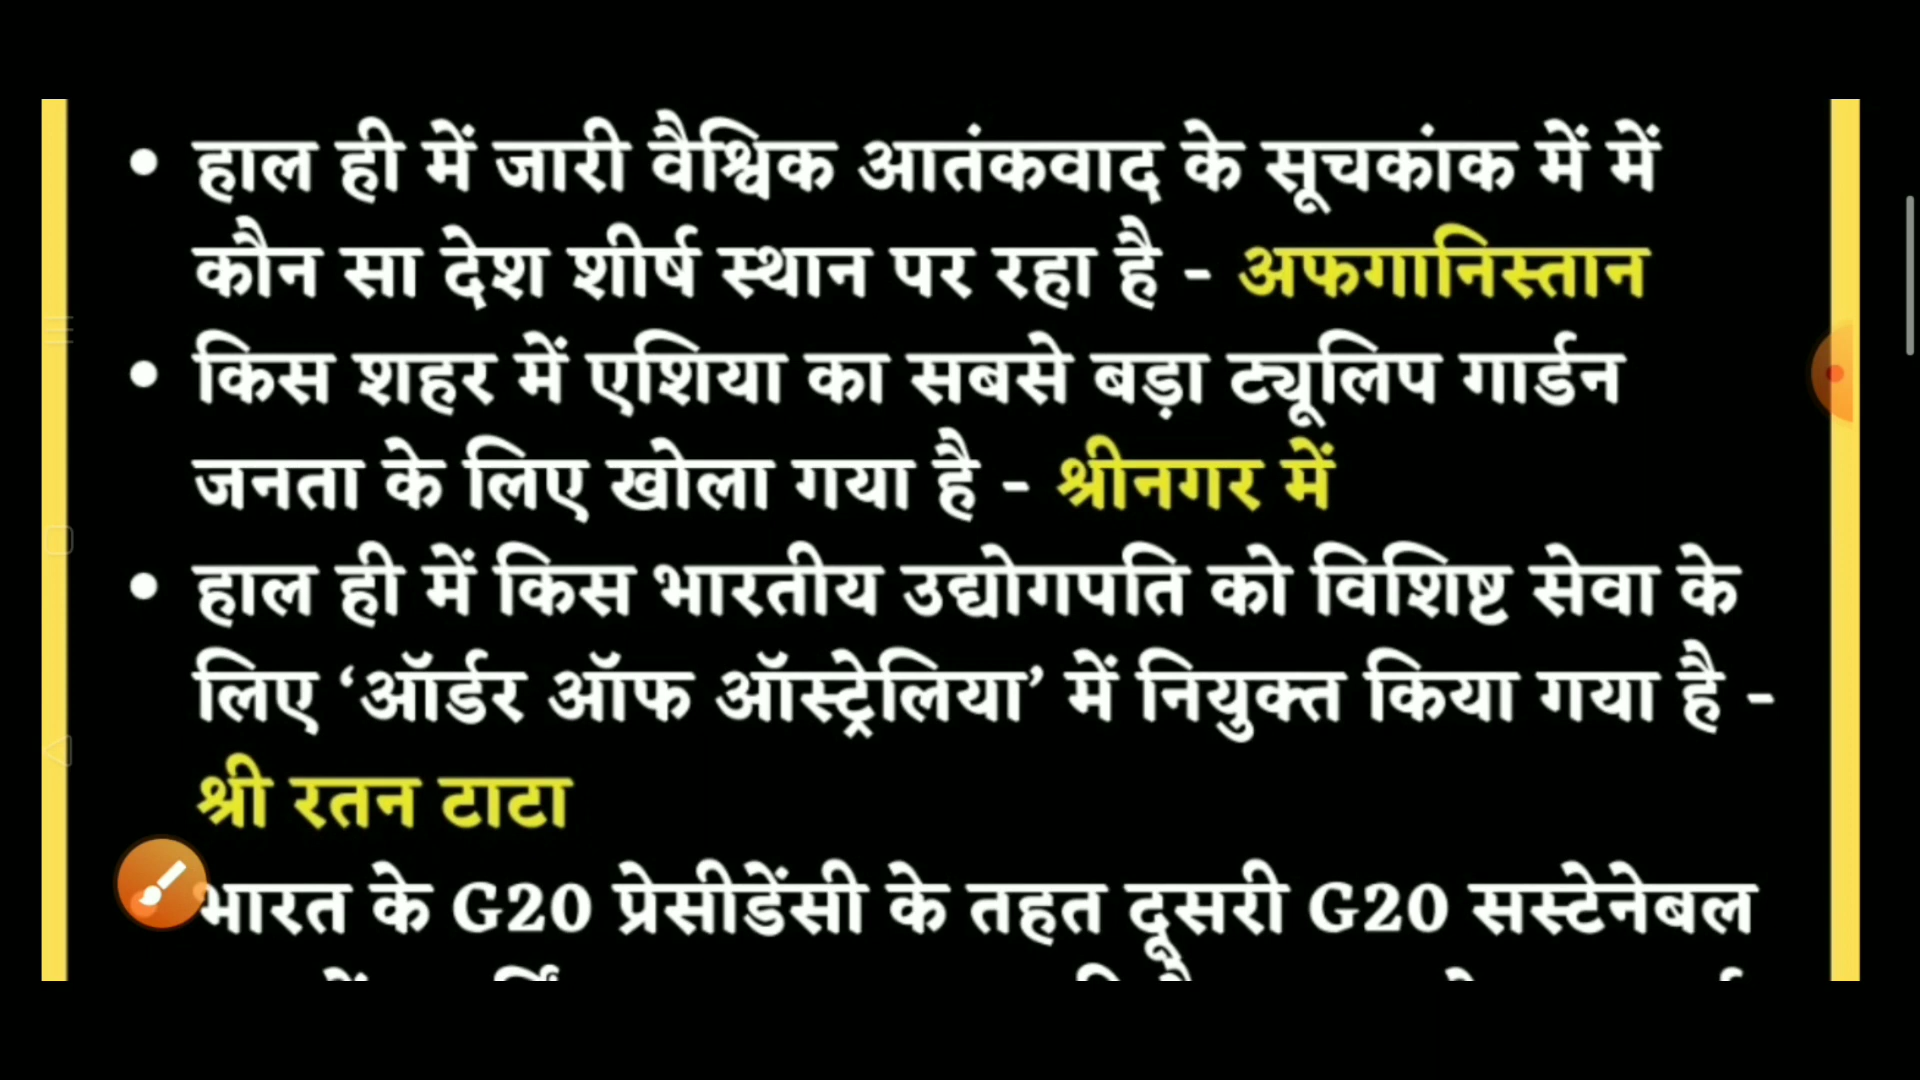 • हाल ही में जारी वैश्विक आतंकवाद के सूचकांक में में
कौन सा देश शीर्ष स्थान पर रहा है - अफगानिस्तान
• किस शहर में एशिया का सबसे बड़ा ट्यूलिप गार्डन
जनता के लिए खोला गया है - श्रीनगर में
• हाल ही में किस भारतीय उद्योगपति को विशिष्ट सेवा के
लिए ‘ऑर्डर ऑफ ऑस्ट्रेलिया’ में नियुक्त किया गया है -
श्री रतन टाटा
भारत के G20 प्रेसीडेंसी के तहत दूसरी G20 सस्टेनेबल